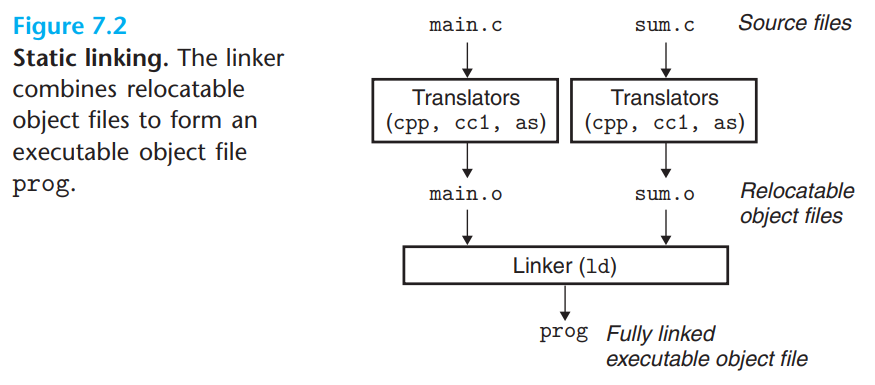 Figure 7.2
Static linking. The linker
combines relocatable
object files to form an
executable object file
prog.
main.c
sum.c
Source files
Translators
(cpp, cc1, as)
Translators
(cpp, cc1, as)
main.o
sum.o
Relocatable
object files
Linker (ld)
prog
Fully linked
executable object file